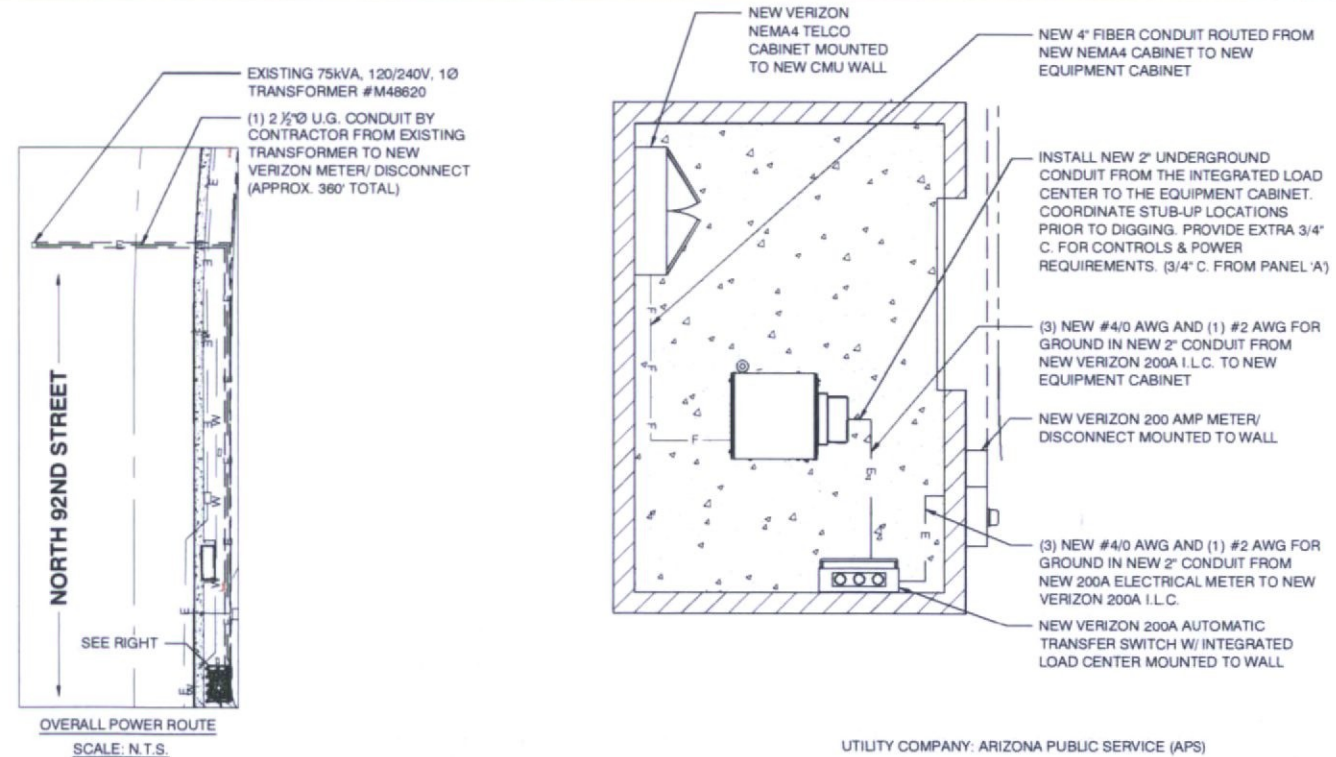 EXISTING 75kVA, 120/240V, 1Ø
TRANSFORMER #M48620
(1) 2 ½"Ø U.G. CONDUIT BY
CONTRACTOR FROM EXISTING
TRANSFORMER TO NEW
VERIZON METER/ DISCONNECT
(APPROX. 360' TOTAL)
E
E
E
E
E
W
W
E
W
E
E
W
NORTH 92ND STREET
SEE RIGHT
OVERALL POWER ROUTE
SCALE: N.T.S.
NEW VERIZON
NEMA4 TELCO
CABINET MOUNTED
TO NEW CMU WALL
NEW 4" FIBER CONDUIT ROUTED FROM
NEW NEMA4 CABINET TO NEW
EQUIPMENT CABINET
INSTALL NEW 2" UNDERGROUND
CONDUIT FROM THE INTEGRATED LOAD
CENTER TO THE EQUIPMENT CABINET.
COORDINATE STUB-UP LOCATIONS
PRIOR TO DIGGING. PROVIDE EXTRA 3/4"
C. FOR CONTROLS & POWER
REQUIREMENTS. (3/4" C. FROM PANEL 'A')
(3) NEW #4/0 AWG AND (1) #2 AWG FOR
GROUND IN NEW 2" CONDUIT FROM
NEW VERIZON 200A I.L.C. TO NEW
EQUIPMENT CABINET
NEW VERIZON 200 AMP METER/
DISCONNECT MOUNTED TO WALL
(3) NEW #4/0 AWG AND (1) #2 AWG FOR
GROUND IN NEW 2" CONDUIT FROM
NEW 200A ELECTRICAL METER TO NEW
VERIZON 200A I.L.C.
NEW VERIZON 200A AUTOMATIC
TRANSFER SWITCH W/ INTEGRATED
LOAD CENTER MOUNTED TO WALL
F
F
F
F
E
E
UTILITY COMPANY: ARIZONA PUBLIC SERVICE (APS)